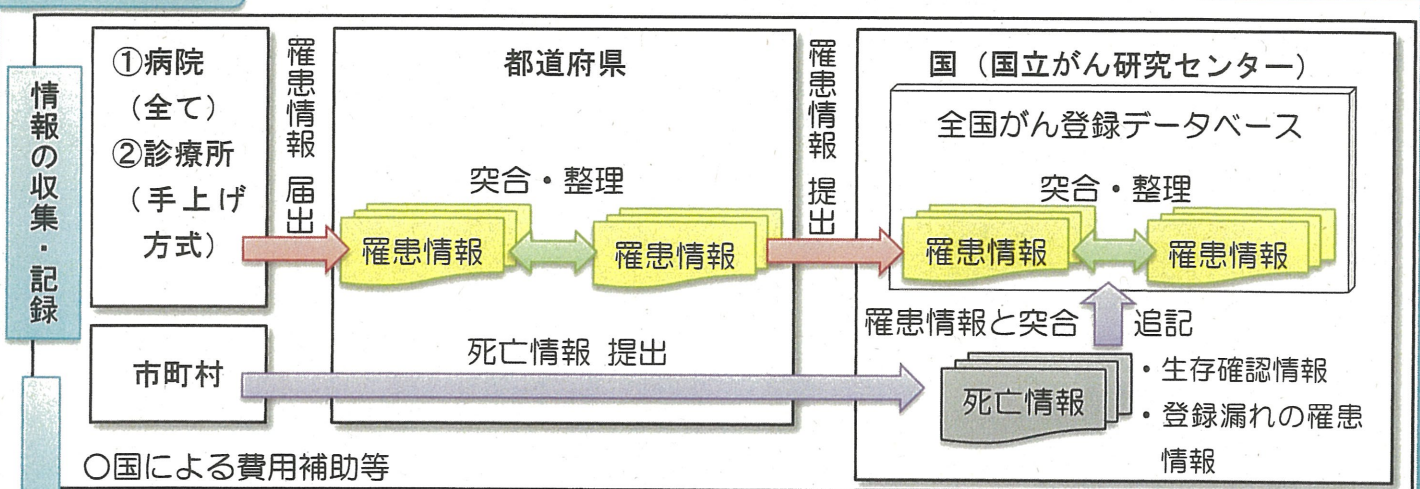 情報の収集・記録
①病院
（全て）
②診療所
（手上げ
方式）
罹患情報 届出
都道府県
突合・整理
罹患情報
罹患情報
罹患情報 提出
国（国立がん研究センター）
全国がん登録データベース
突合・整理
罹患情報
罹患情報
罹患情報と突合
追記
市町村
死亡情報 提出
死亡情報
・生存確認情報
・登録漏れの罹患
情報
○国による費用補助等